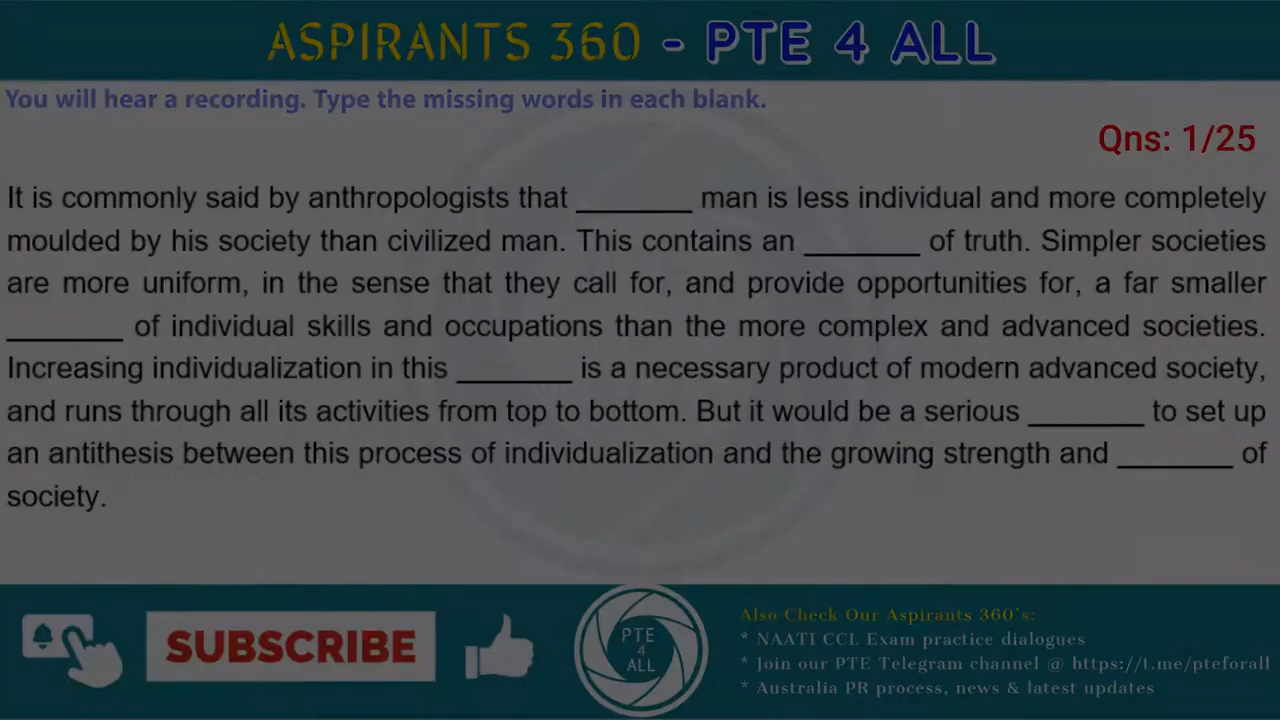 ASPIRANTS 360 - PTE 4 ALL
You will hear a recording. Type the missing words in each blank.
Qns: 1/25
It is commonly said by anthropologists that ________ man is less individual and more completely
moulded by his society than civilized man. This contains an ________ of truth. Simpler societies
are more uniform, in the sense that they call for, and provide opportunities for, a far smaller
________ of individual skills and occupations than the more complex and advanced societies.
Increasing individualization in this ________ is a necessary product of modern advanced society,
and runs through all its activities from top to bottom. But it would be a serious ________ to set up
an antithesis between this process of individualization and the growing strength and ________ of
society.
SUBSCRIBE
PTE
4
ALL
Also Check Our Aspirants 360's:
* NAATI CCL Exam practice dialogues
* Join our PTE Telegram channel @ https://t.me/pteforall
* Australia PR process, news & latest updates